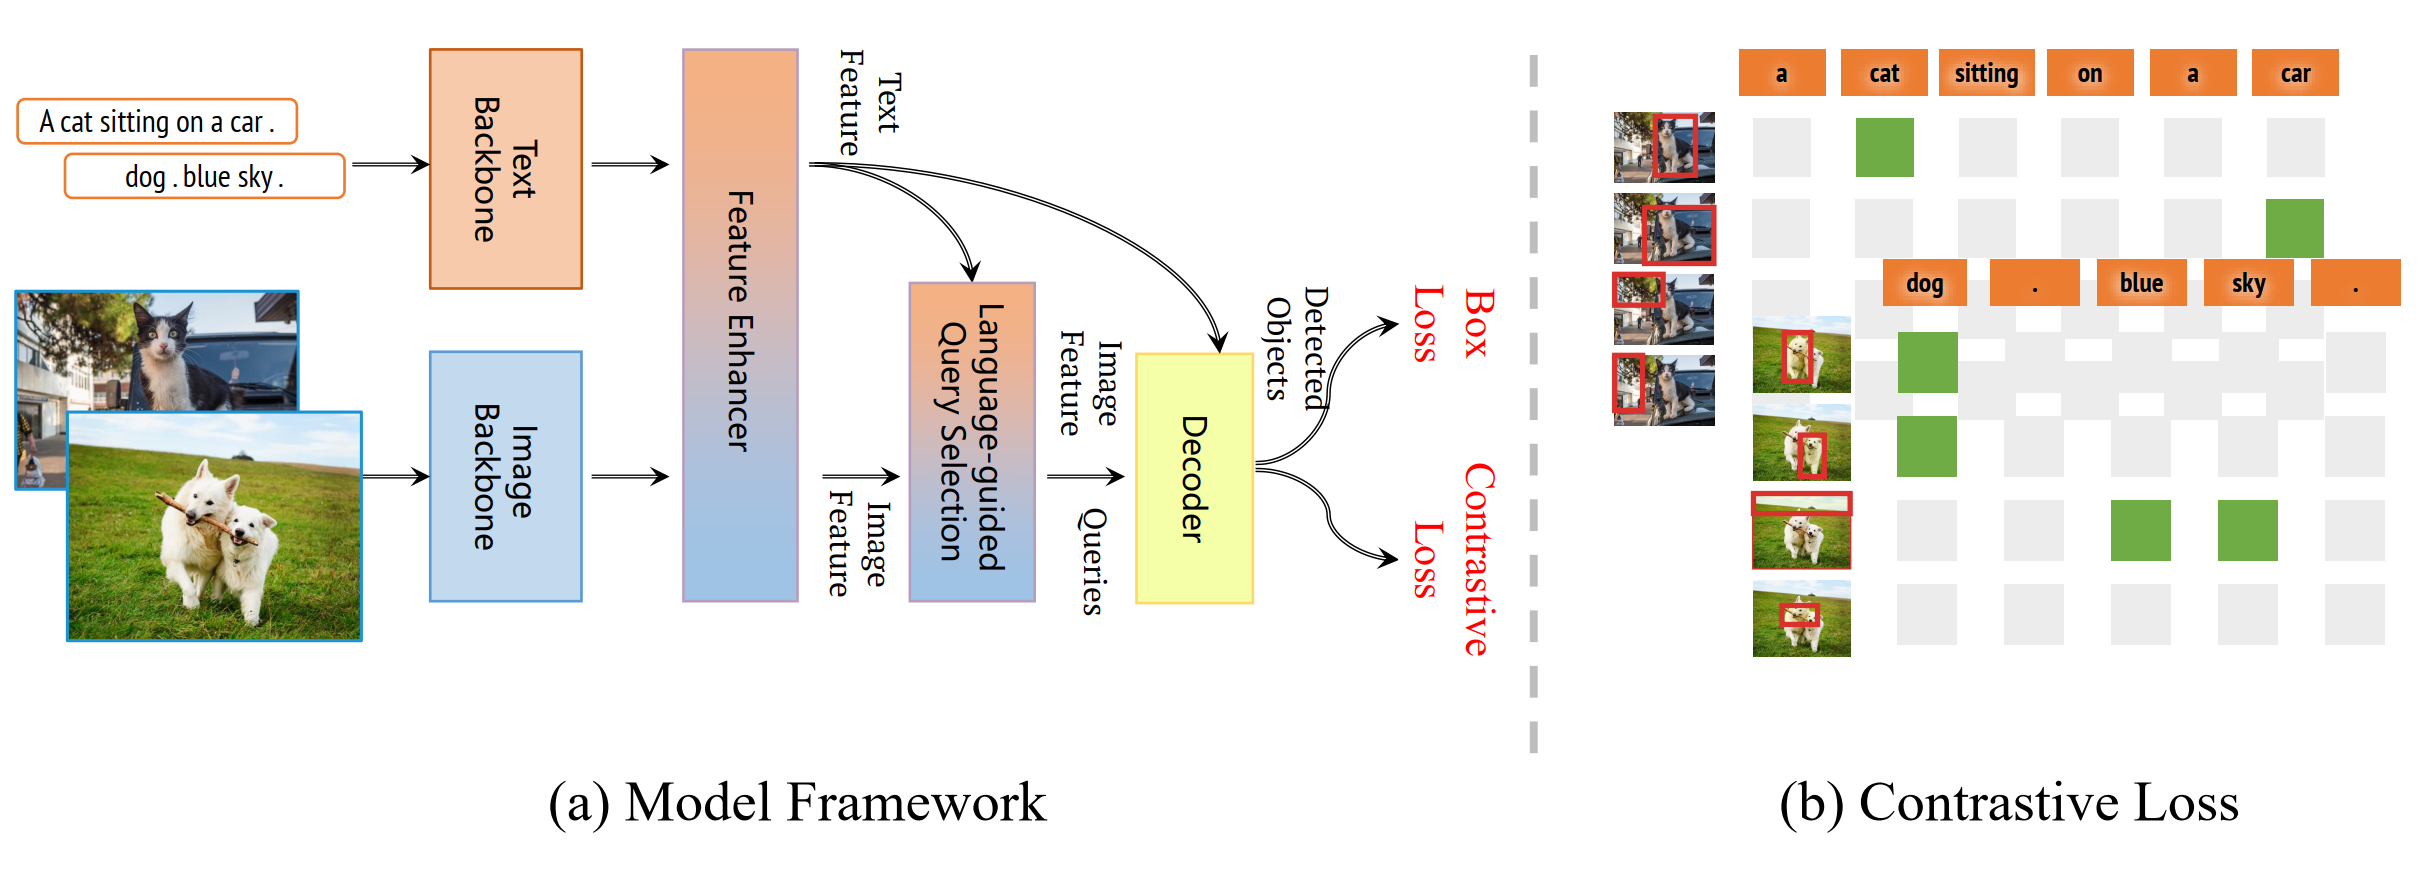 A cat sitting on a car .
dog . blue sky .
Text
Backbone
Image
Backbone
Feature Enhancer
Text
Feature
Image
Feature
Language-guided
Query Selection
Image
Feature
Queries
Decoder
Detected
Objects
Box
Loss
Contrastive
Loss
(a) Model Framework
a cat sitting on a car
dog . blue sky .
(b) Contrastive Loss